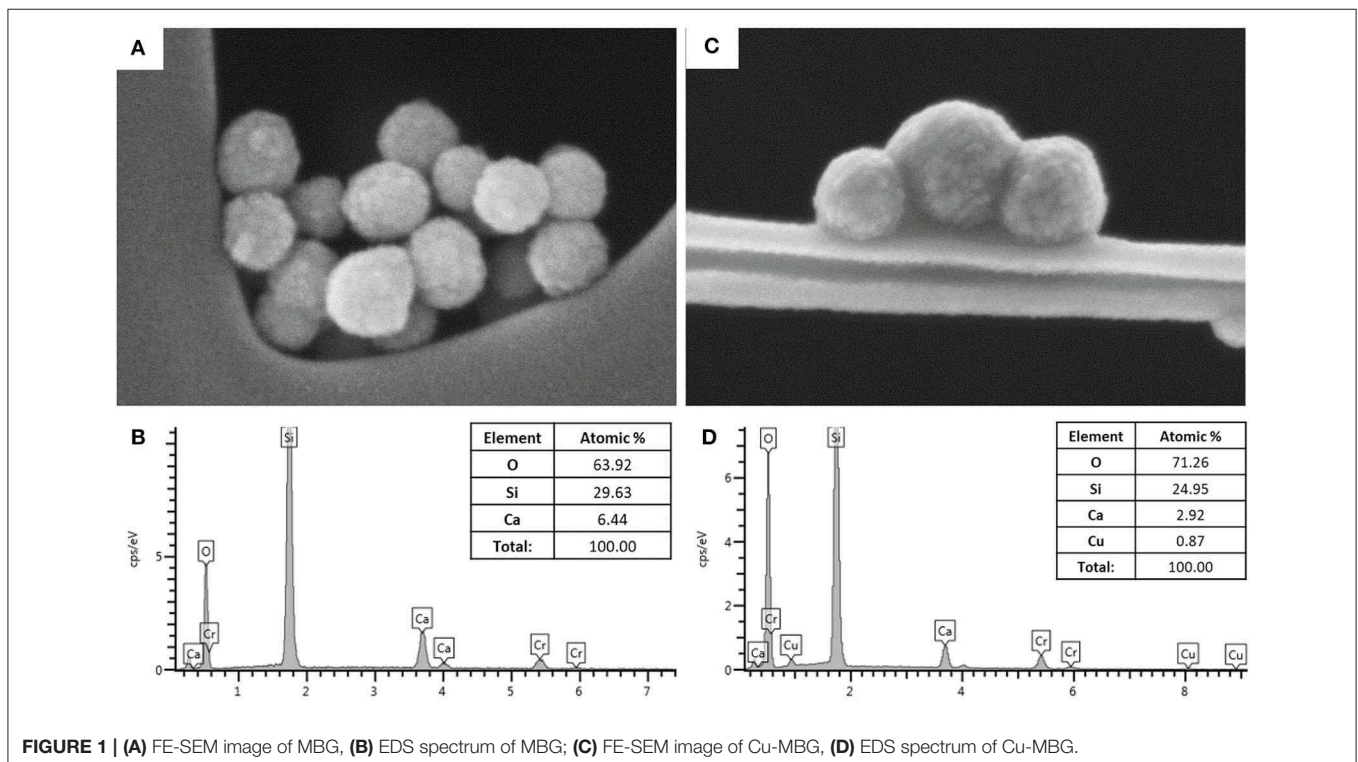 A
C
B
Si
O
Cr
Ca
Ca
Ca
Cr
Cr
cps/eV
5
0
1 2 3 4 5 6 7
Element Atomic %
O 63.92
Si 29.63
Ca 6.44
Total: 100.00
D
O
Si
Cr
Ca
Cu
Ca
Cr
Cr
Cu
Cu
cps/eV
6
4
2
0
2 4 6 8
Element Atomic %
O 71.26
Si 24.95
Ca 2.92
Cu 0.87
Total: 100.00
FIGURE 1 | (A) FE-SEM image of MBG, (B) EDS spectrum of MBG; (C) FE-SEM image of Cu-MBG, (D) EDS spectrum of Cu-MBG.